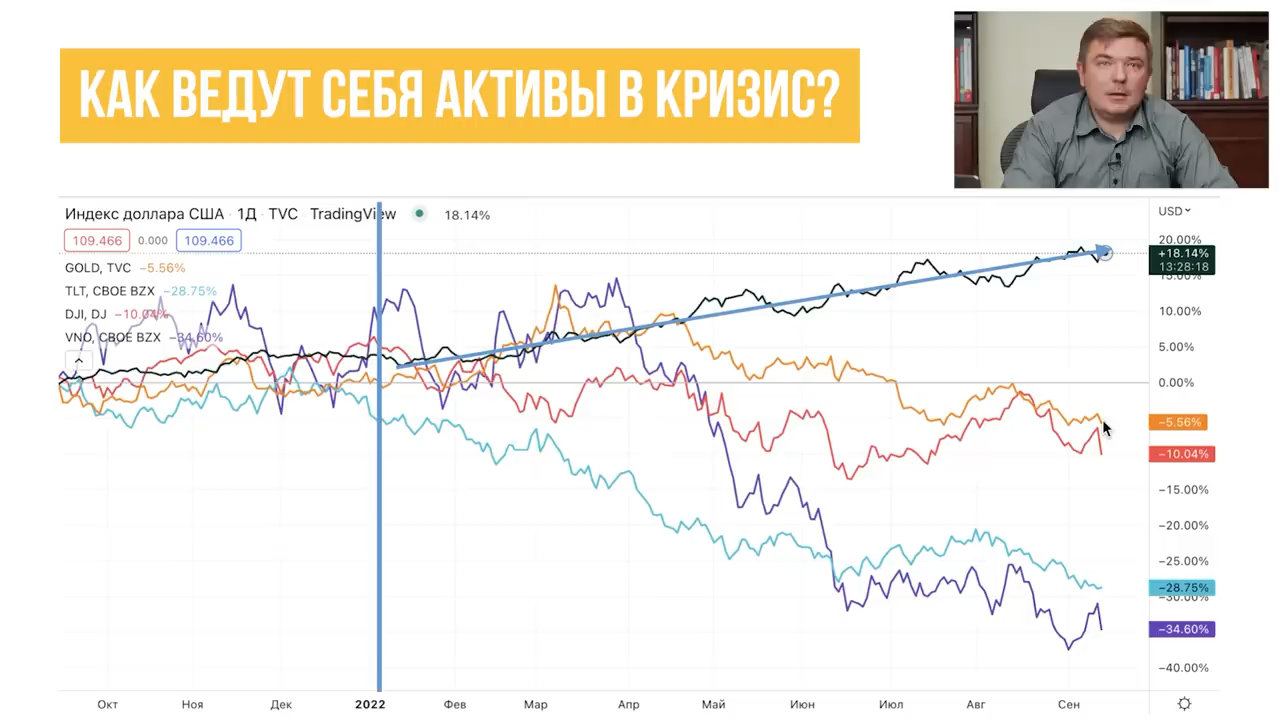 КАК ВЕДУТ СЕБЯ АКТИВЫ В КРИЗИС?
Индекс доллара США · 1Д · TVC TradingView 18.14%
USD
109.466 0.000 109.466
GOLD, TVC −5.56%
TLT, CBOE BZX −28.75%
DJI, DJ −10.04%
VNO, CBOE BZX −34.60%
20.00%
+18.14%
13:28:18
15.00%
10.00%
5.00%
0.00%
−5.56%
−10.04%
−15.00%
−20.00%
−25.00%
−28.75%
−30.00%
−34.60%
−40.00%
Окт Ноя Дек 2022 Фев Мар Апр Май Июн Июл Авг Сен